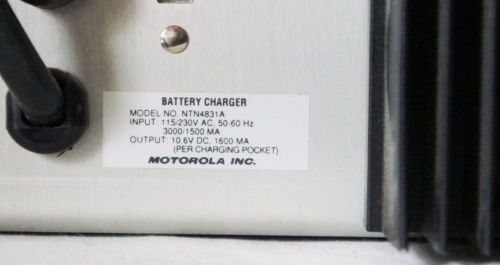 BATTERY CHARGER
MODEL NO. NTN4831A
INPUT: 115/230V AC, 50-60 Hz
3000/1500 MA
OUTPUT: 10.6V DC, 1600 MA
(PER CHARGING POCKET)
MOTOROLA INC.